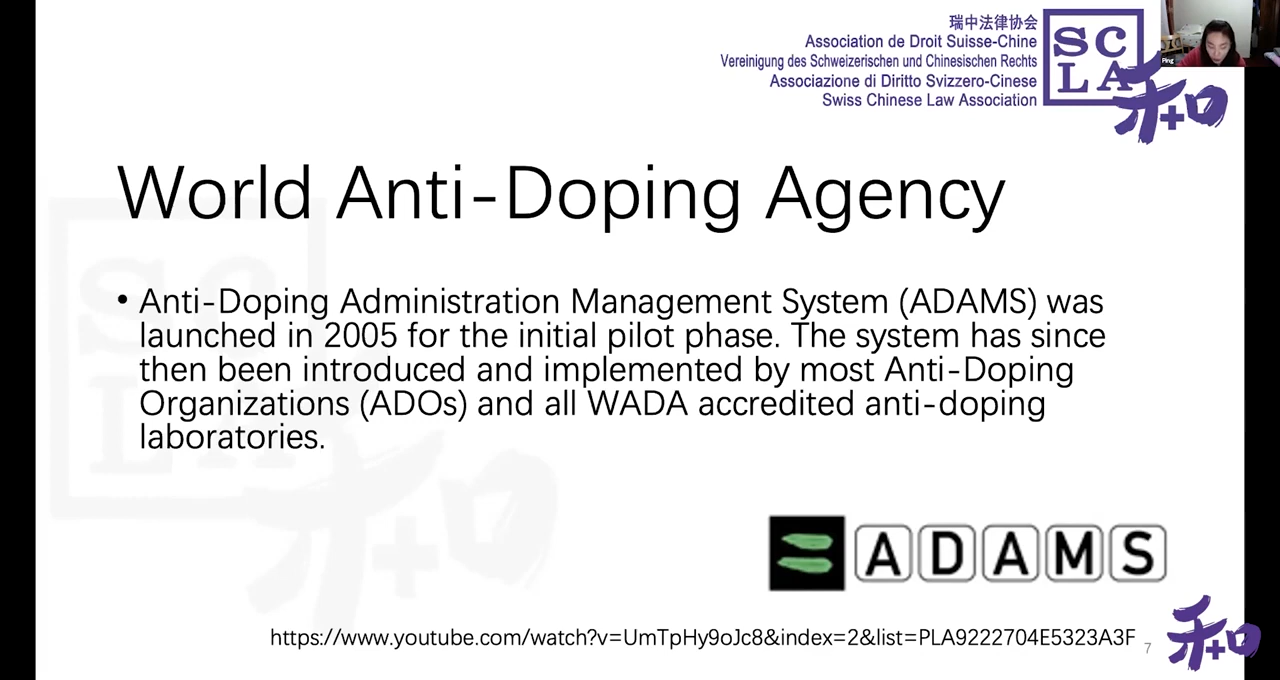 瑞中法律协会
Association de Droit Suisse-Chine
Vereinigung des Schweizerischen und Chinesischen Rechts
Associazione di Diritto Svizzero-Cinese
Swiss Chinese Law Association
SC
LA
和
Ping
World Anti-Doping Agency
• Anti-Doping Administration Management System (ADAMS) was
launched in 2005 for the initial pilot phase. The system has since
then been introduced and implemented by most Anti-Doping
Organizations (ADOs) and all WADA accredited anti-doping
laboratories.
ADAMS
https://www.youtube.com/watch?v=UmTpHy9oJc8&index=2&list=PLA9222704E5323A3F
7
和